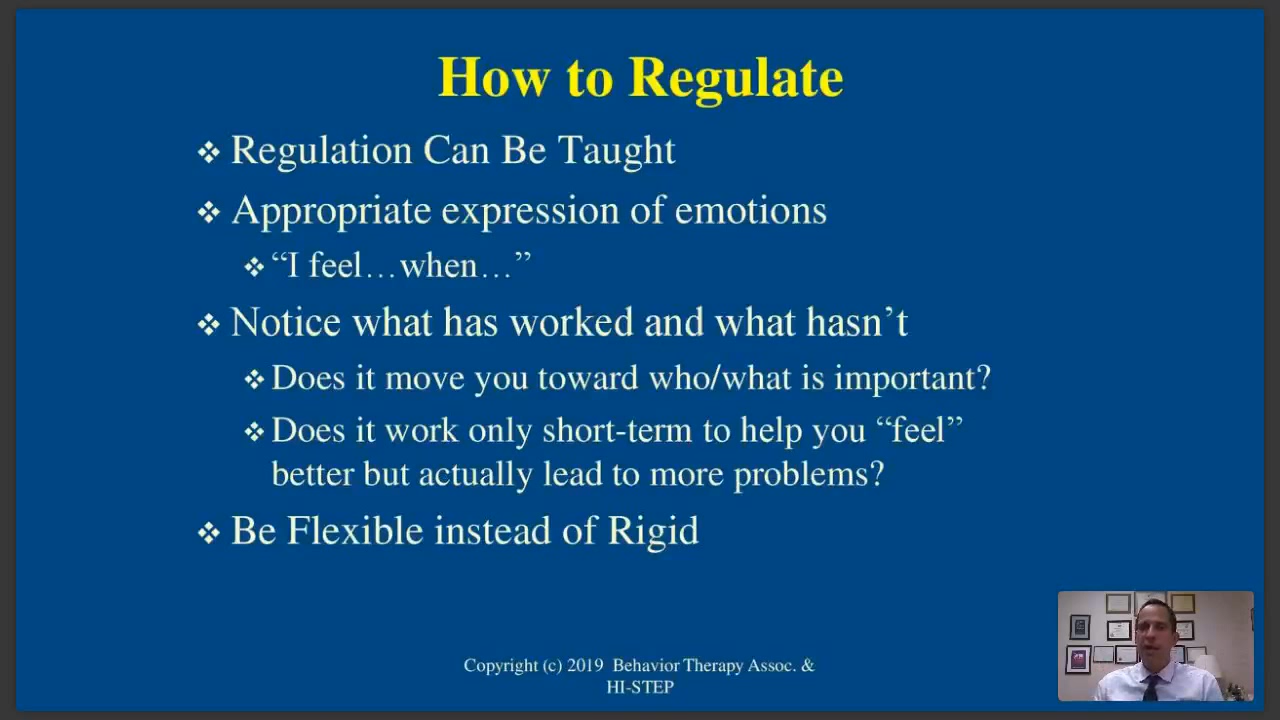 How to Regulate
❖ Regulation Can Be Taught
❖ Appropriate expression of emotions
❖ “I feel…when…”
❖ Notice what has worked and what hasn’t
❖ Does it move you toward who/what is important?
❖ Does it work only short-term to help you “feel”
better but actually lead to more problems?
❖ Be Flexible instead of Rigid
Copyright (c) 2019 Behavior Therapy Assoc. &
HI-STEP